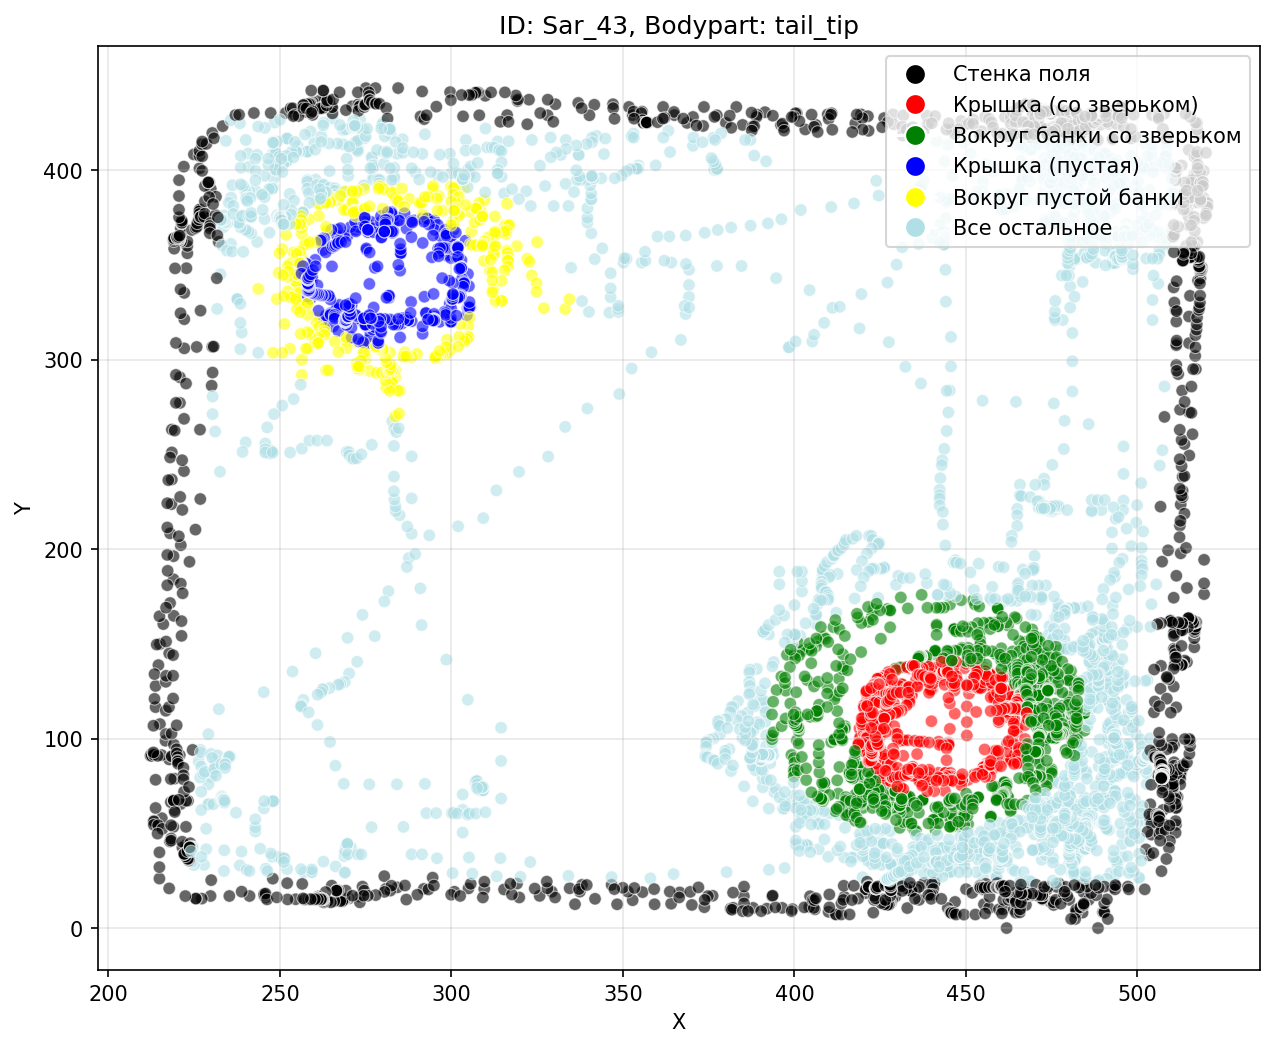 ID: Sar_43, Bodypart: tail_tip
Стенка поля
Крышка (со зверьком)
Вокруг банки со зверьком
Крышка (пустая)
Вокруг пустой банки
Все остальное
Y
400
300
200
100
0
200 250 300 350 400 450 500
X